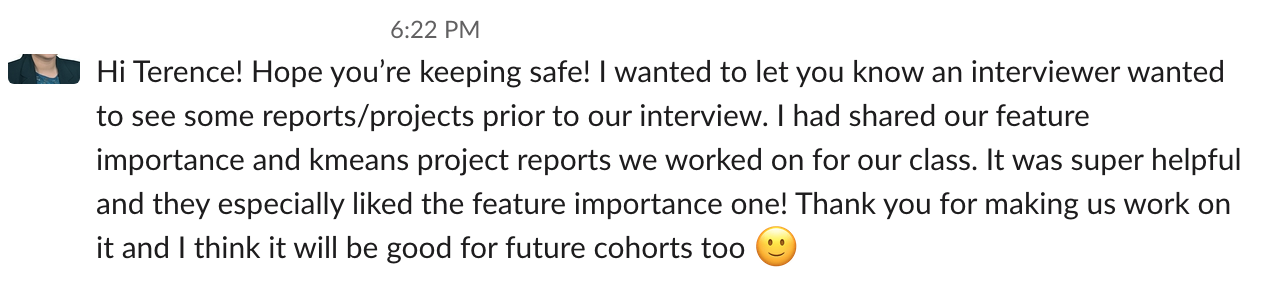 6:22 PM
Hi Terence! Hope you’re keeping safe! I wanted to let you know an interviewer wanted
to see some reports/projects prior to our interview. I had shared our feature
importance and kmeans project reports we worked on for our class. It was super helpful
and they especially liked the feature importance one! Thank you for making us work on
it and I think it will be good for future cohorts too 🙂